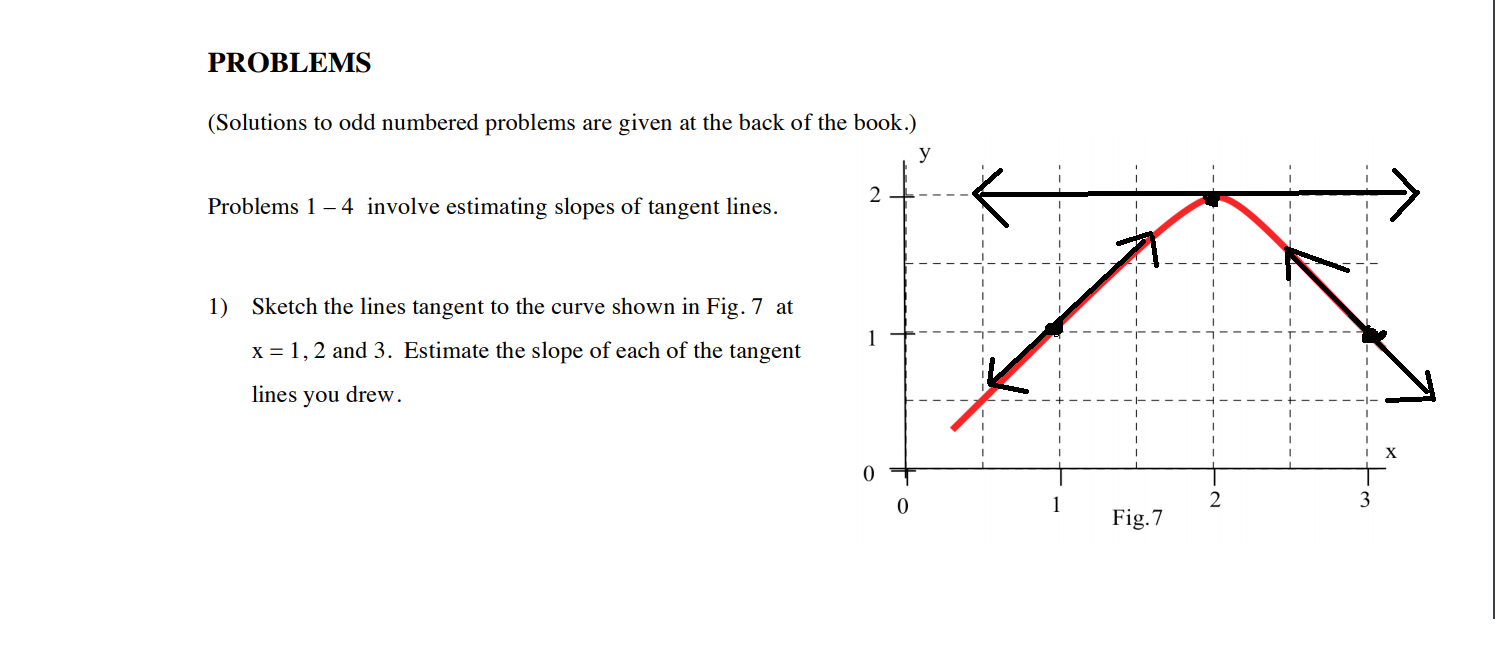 PROBLEMS
(Solutions to odd numbered problems are given at the back of the book.)
y
2
Problems 1 – 4 involve estimating slopes of tangent lines.
1) Sketch the lines tangent to the curve shown in Fig. 7 at
1
x = 1, 2 and 3. Estimate the slope of each of the tangent
lines you drew.
x
0
0
1
2
3
Fig.7